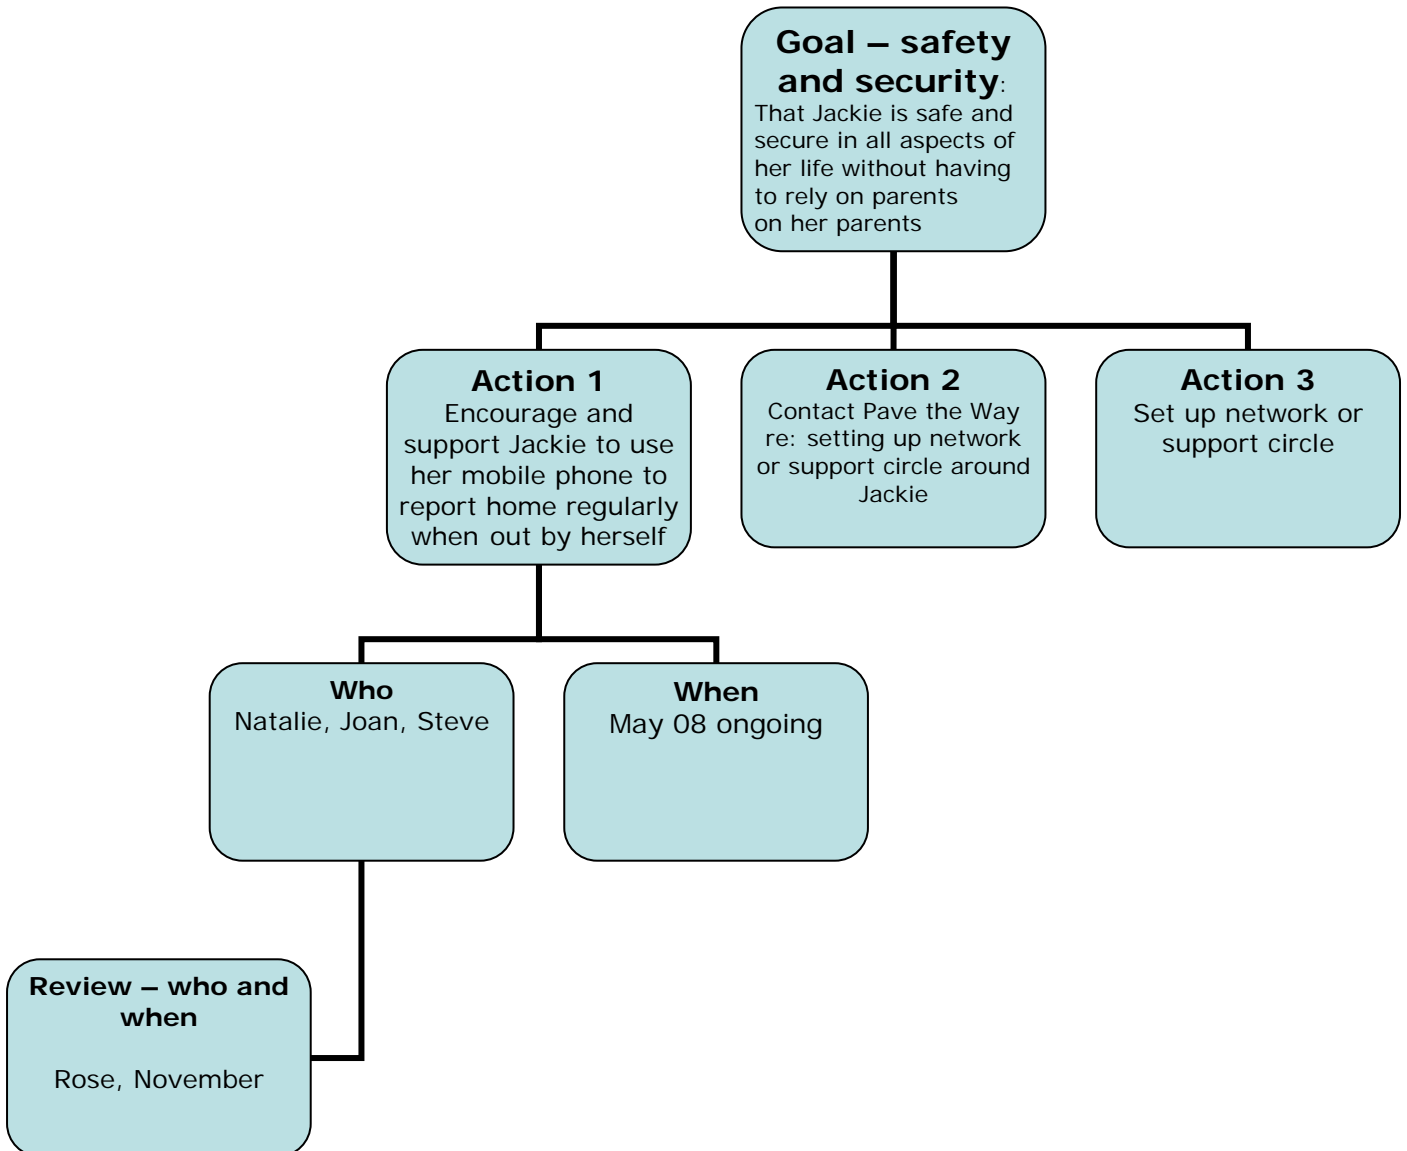 Goal – safety
and security:
That Jackie is safe and
secure in all aspects of
her life without having
to rely on parents
on her parents
Action 1
Encourage and
support Jackie to use
her mobile phone to
report home regularly
when out by herself
Action 2
Contact Pave the Way
re: setting up network
or support circle around
Jackie
Action 3
Set up network or
support circle
Who
Natalie, Joan, Steve
When
May 08 ongoing
Review – who and
when
Rose, November